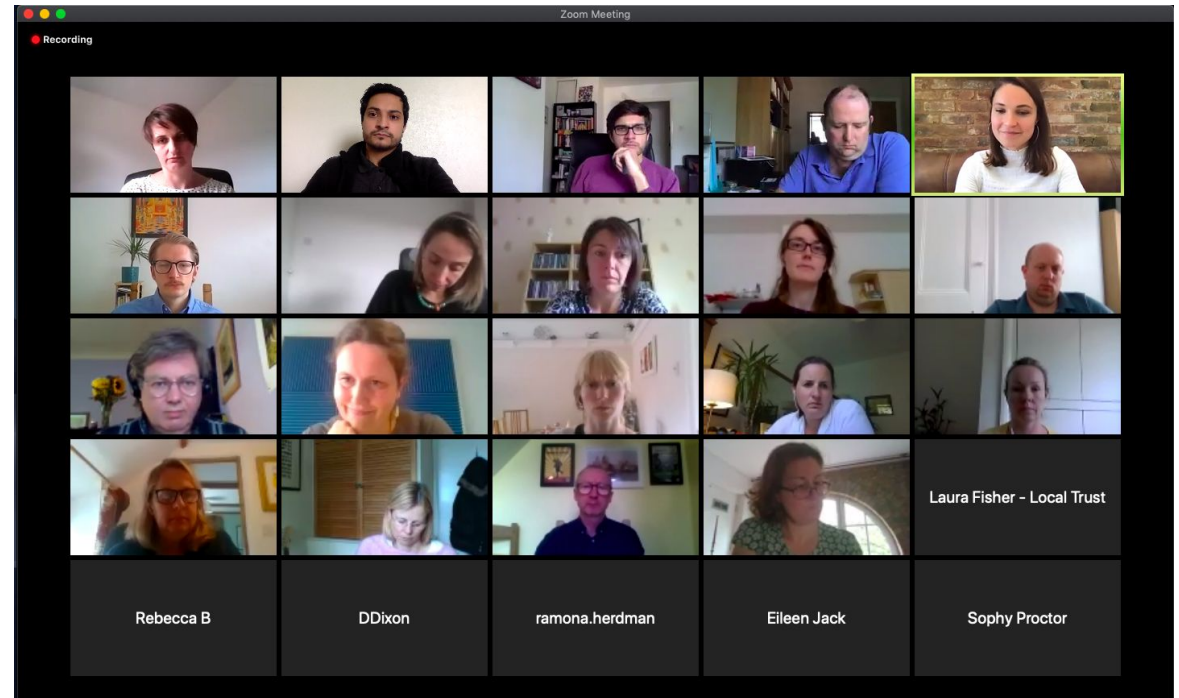 Zoom Meeting
Recording
Laura Fisher - Local Trust
Rebecca B
DDixon
ramona.herdman
Eileen Jack
Sophy Proctor